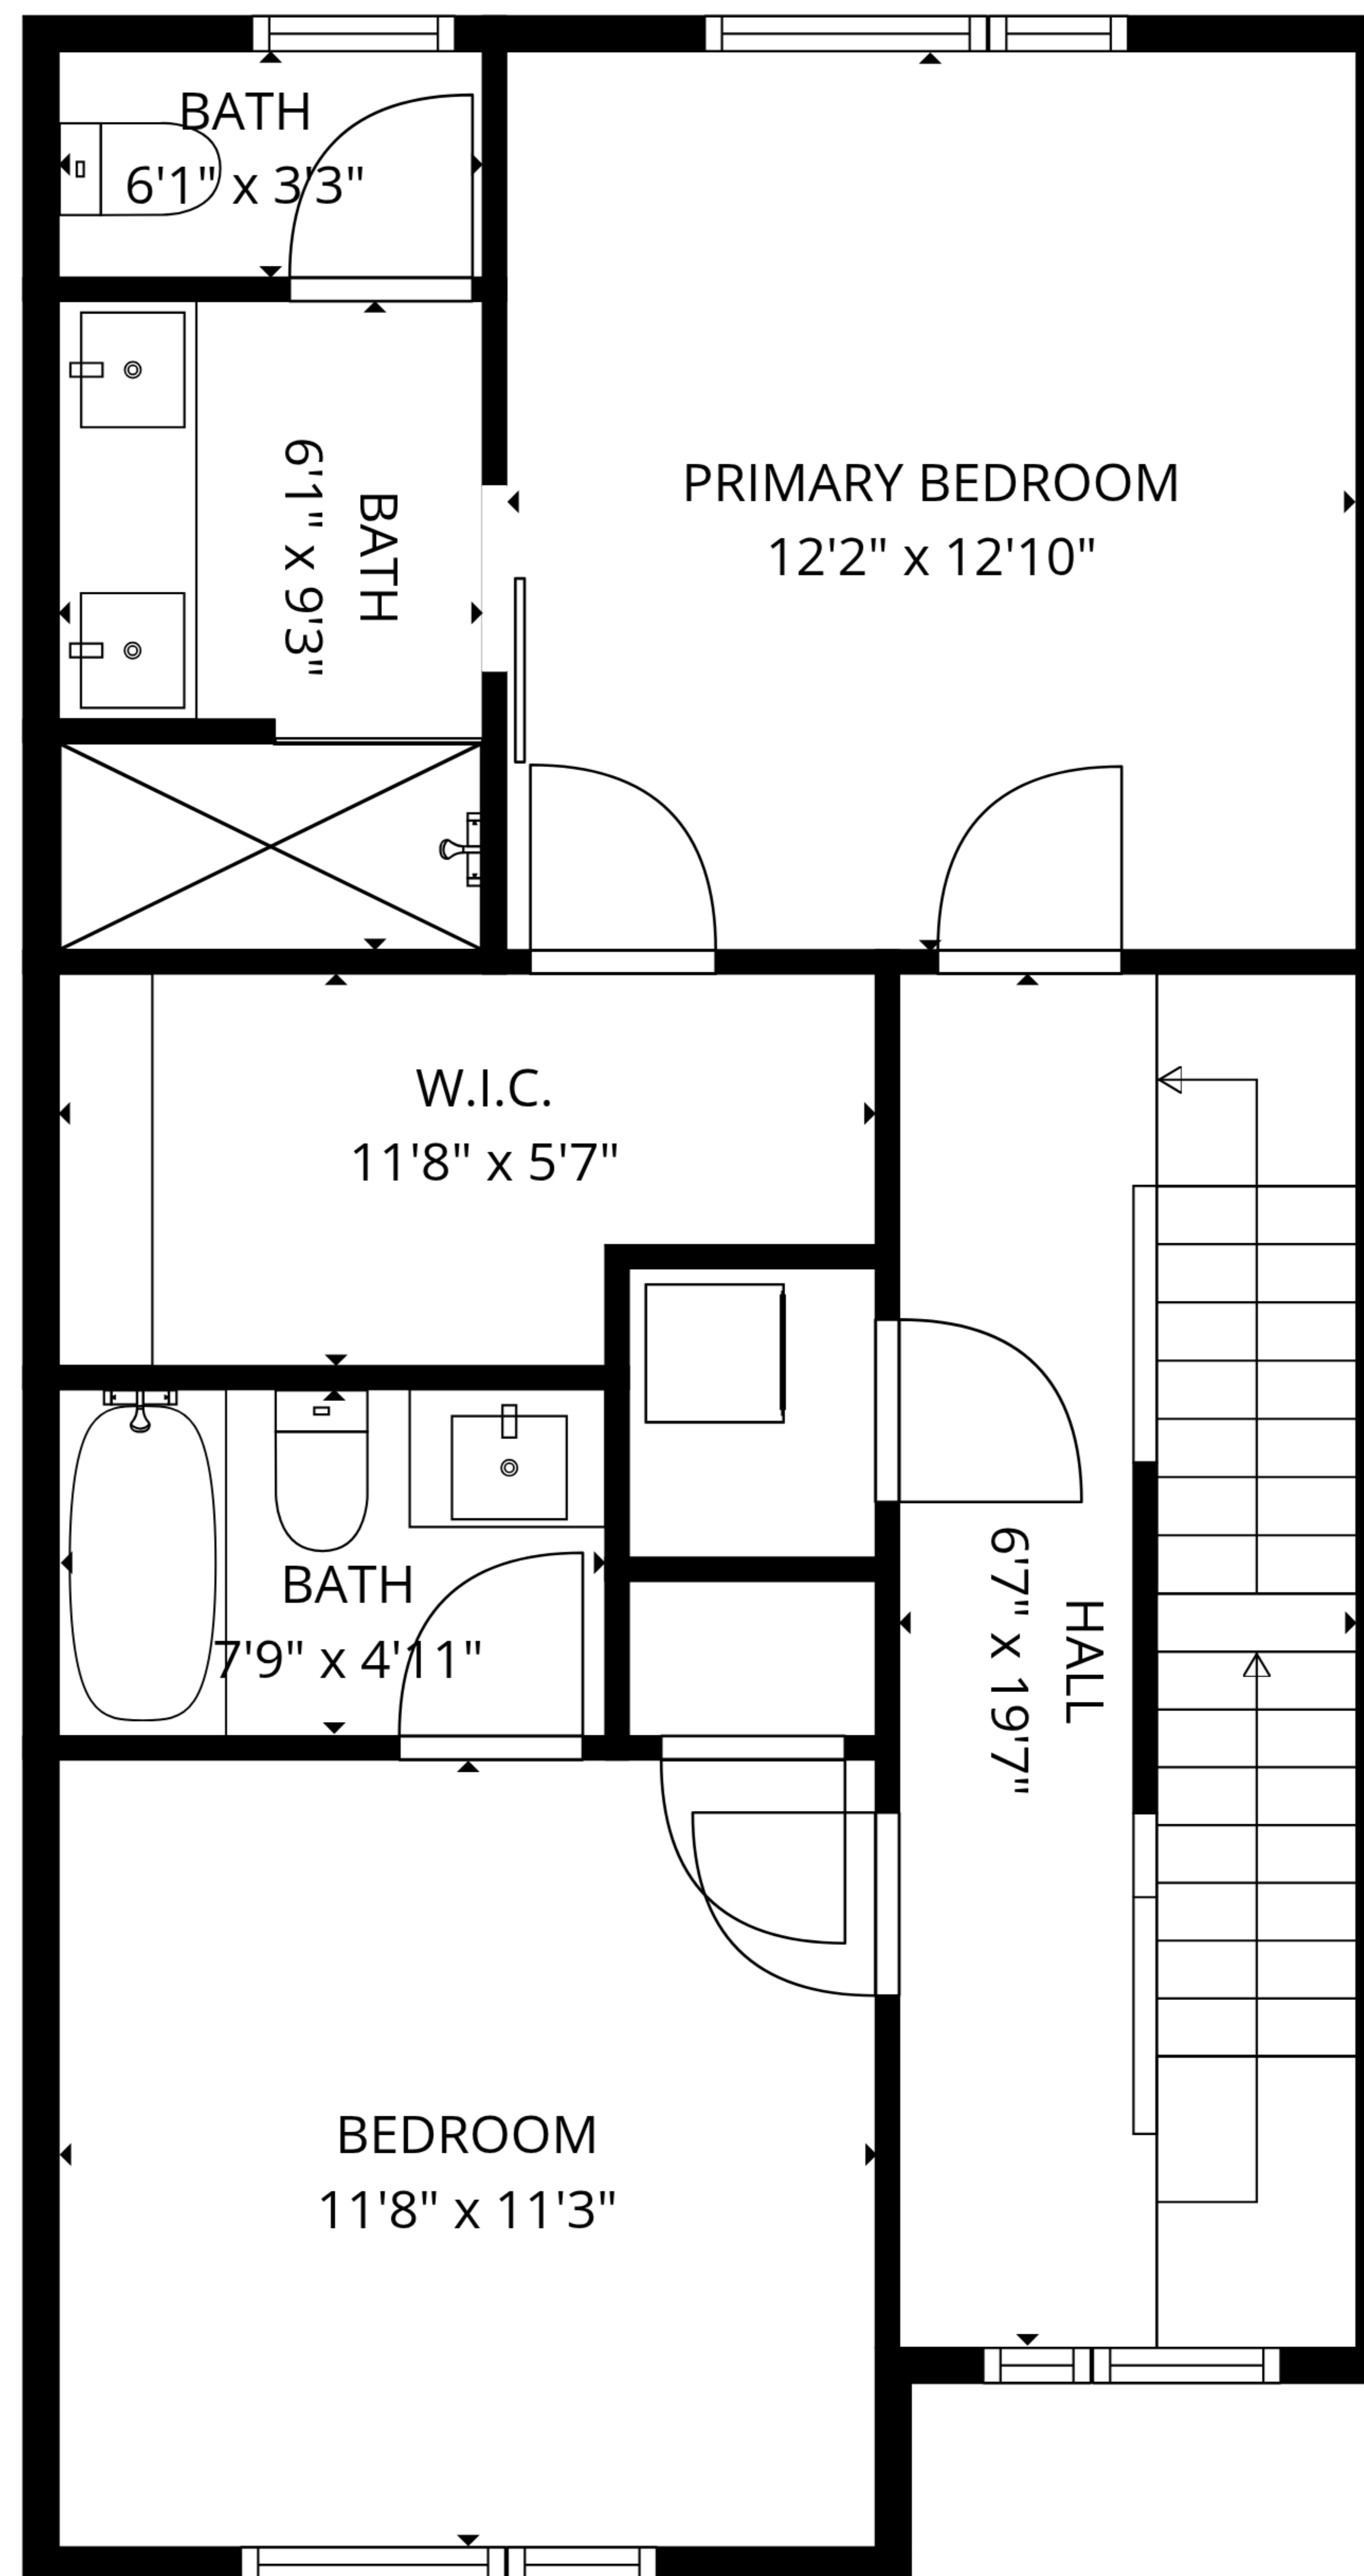 BATH
6'1" x 3'3"
BATH
6'1" x 9'3"
PRIMARY BEDROOM
12'2" x 12'10"
W.I.C.
11'8" x 5'7"
BATH
7'9" x 4'11"
HALL
6'7" x 19'7"
BEDROOM
11'8" x 11'3"